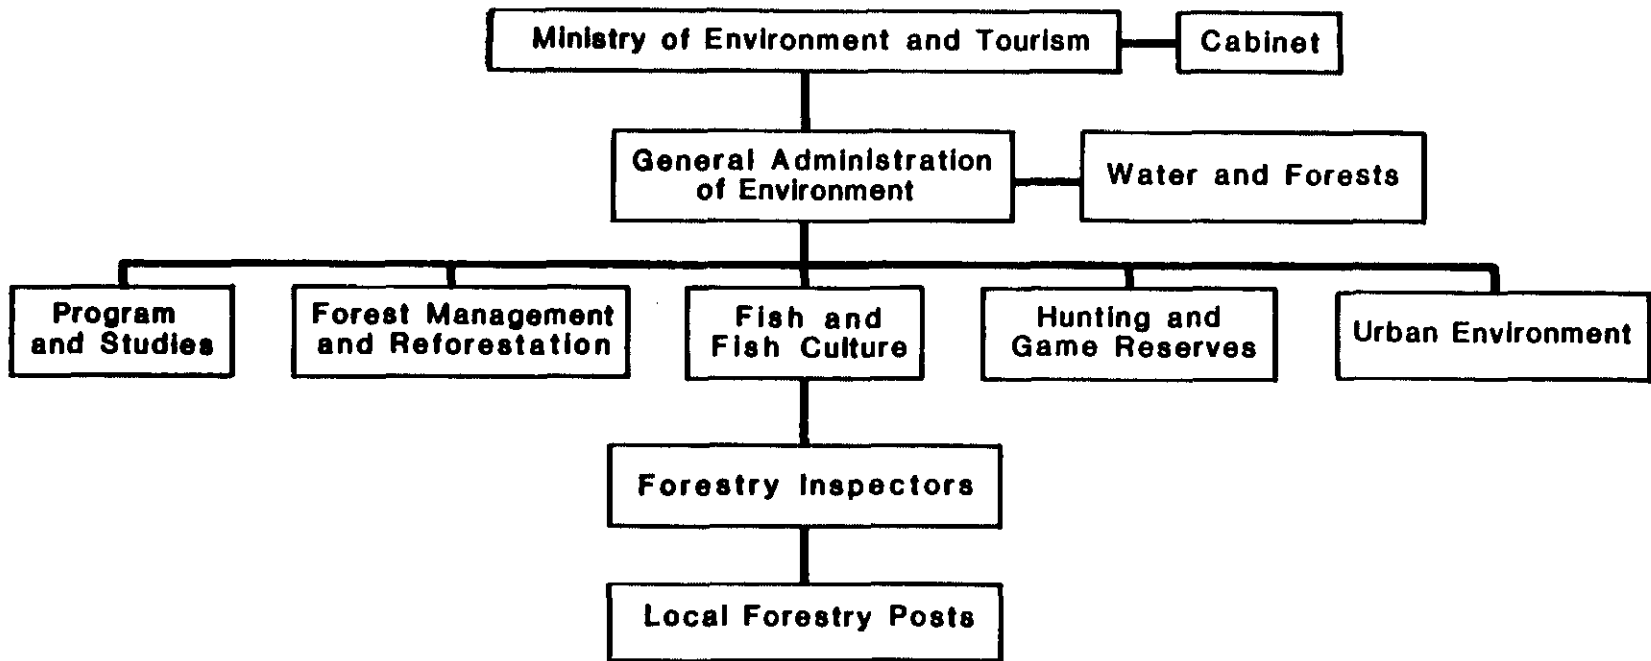 Ministry of Environment and Tourism
Cabinet
General Administration
of Environment
Water and Forests
Program
and Studies
Forest Management
and Reforestation
Fish and
Fish Culture
Hunting and
Game Reserves
Urban Environment
Forestry Inspectors
Local Forestry Posts